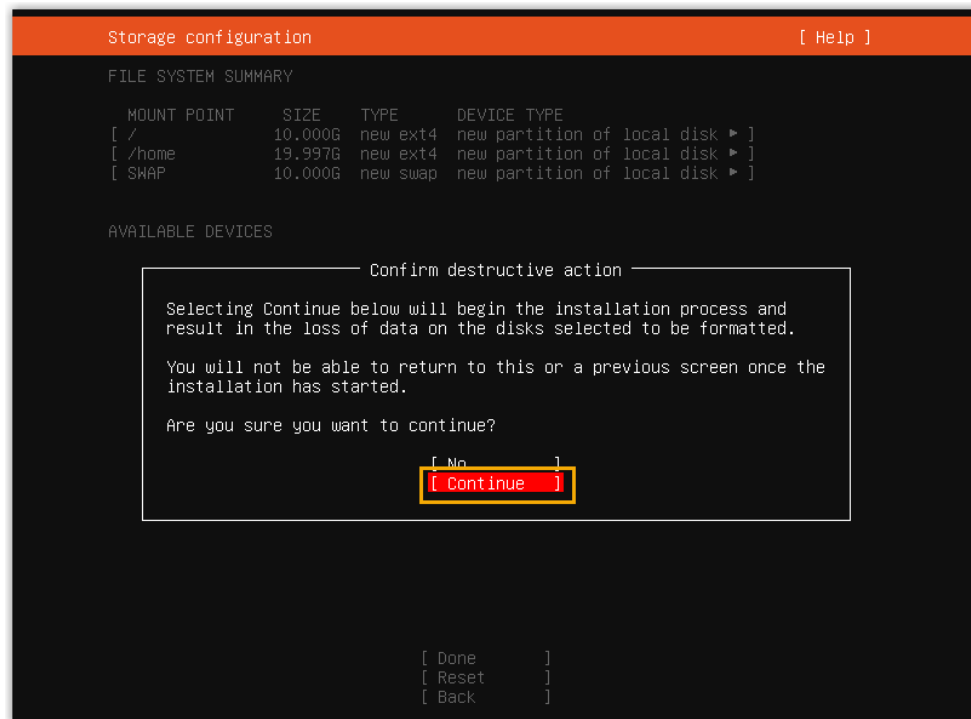 Storage configuration [ Help ]
FILE SYSTEM SUMMARY
MOUNT POINT SIZE TYPE DEVICE TYPE
[ / 10.000G new ext4 new partition of local disk ▸ ]
[ /home 19.997G new ext4 new partition of local disk ▸ ]
[ SWAP 10.000G new swap new partition of local disk ▸ ]
AVAILABLE DEVICES
Confirm destructive action
Selecting Continue below will begin the installation process and
result in the loss of data on the disks selected to be formatted.
You will not be able to return to this or a previous screen once the
installation has started.
Are you sure you want to continue?
[ No ]
[ Continue ]
[ Done ]
[ Reset ]
[ Back ]